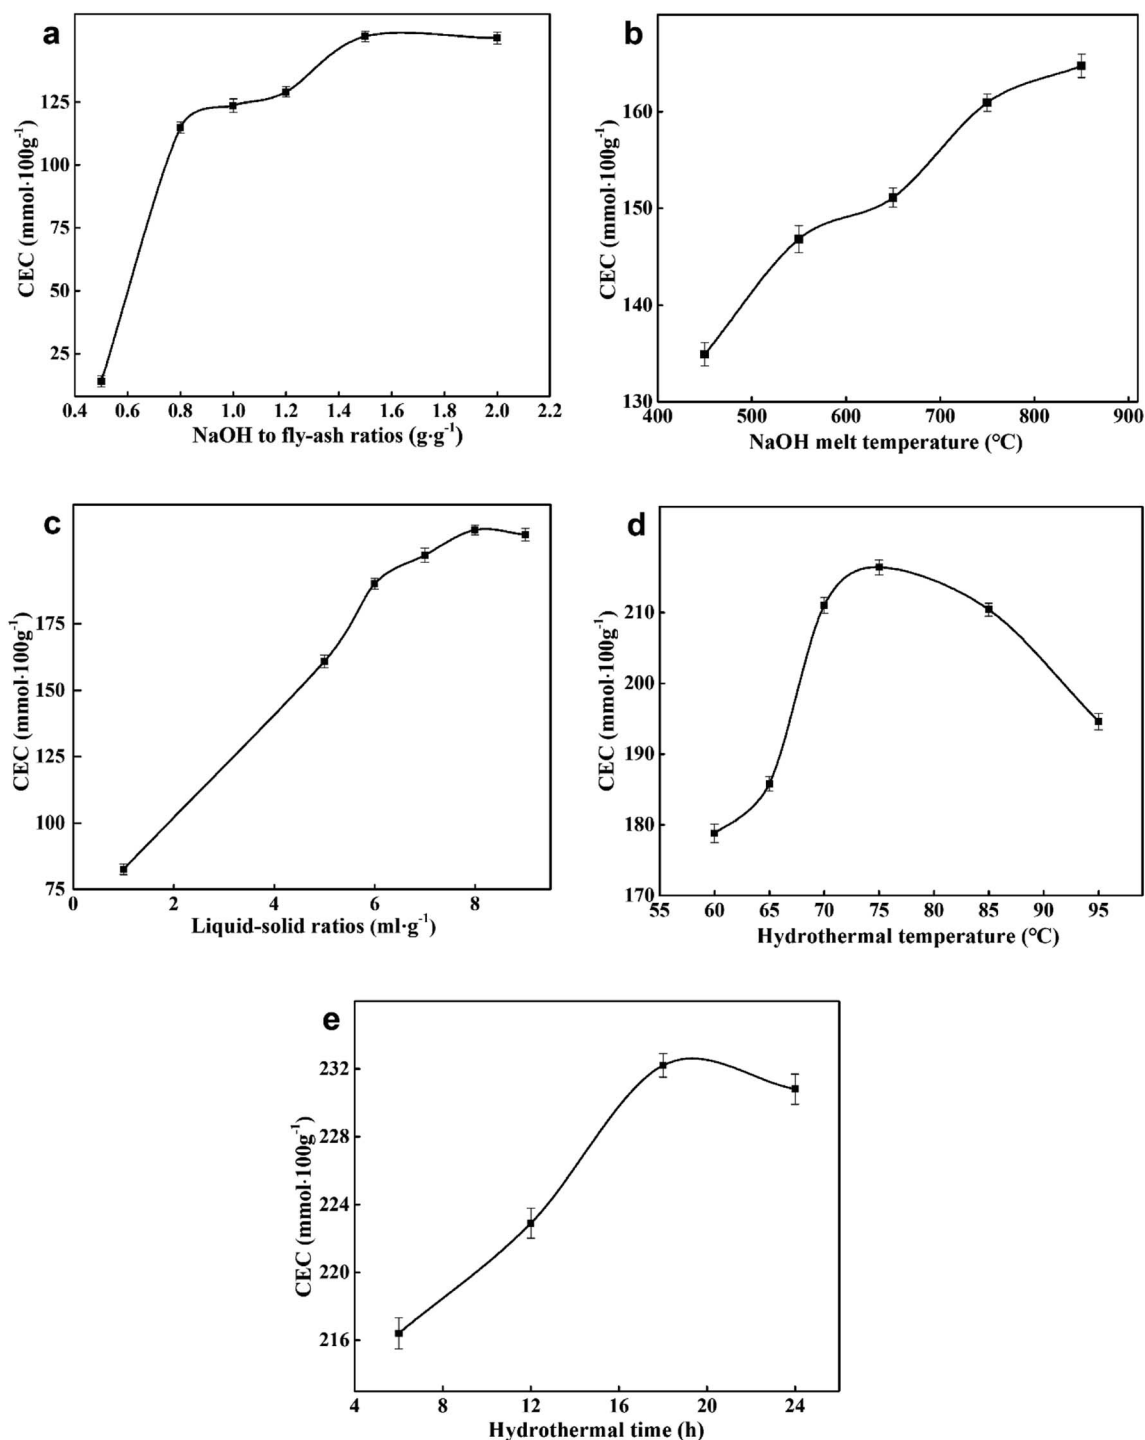 a
CEC (mmol·100g⁻¹)
125
100
75
50
25
0.4 0.6 0.8 1.0 1.2 1.4 1.6 1.8 2.0 2.2
NaOH to fly-ash ratios (g·g⁻¹)
b
CEC (mmol·100g⁻¹)
160
150
140
130
400 500 600 700 800 900
NaOH melt temperature (°C)
c
CEC (mmol·100g⁻¹)
175
150
125
100
75
0 2 4 6 8
Liquid-solid ratios (ml·g⁻¹)
d
CEC (mmol·100g⁻¹)
210
200
190
180
170
55 60 65 70 75 80 85 90 95
Hydrothermal temperature (°C)
e
CEC (mmol·100g⁻¹)
232
228
224
220
216
4 8 12 16 20 24
Hydrothermal time (h)